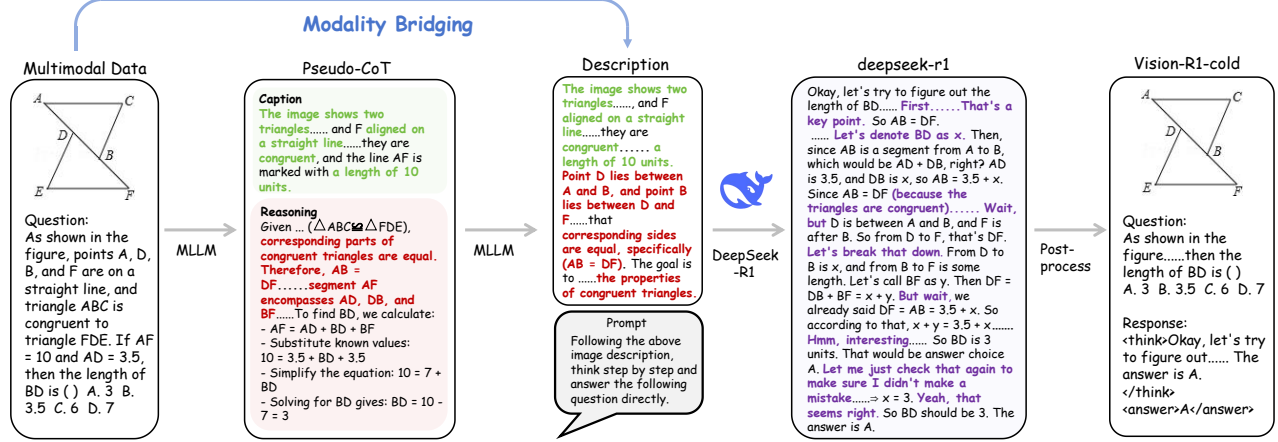 Modality Bridging
Multimodal Data
A
C
D
B
E
F
Question:
As shown in the
figure, points A, D,
B, and F are on a
straight line, and
triangle ABC is
congruent to
triangle FDE. If AF
= 10 and AD = 3.5,
then the length of
BD is ( ) A. 3 B.
3.5 C. 6 D. 7
MLLM
Pseudo-CoT
Caption
The image shows two
triangles...... and F aligned on
a straight line......they are
congruent, and the line AF is
marked with a length of 10
units.
Reasoning
Given ... (△ABC≌△FDE),
corresponding parts of
congruent triangles are equal.
Therefore, AB =
DF......segment AF
encompasses AD, DB, and
BF......To find BD, we calculate:
- AF = AD + BD + BF
- Substitute known values:
10 = 3.5 + BD + 3.5
- Simplify the equation: 10 = 7 +
BD
- Solving for BD gives: BD = 10 -
7 = 3
MLLM
Description
The image shows two
triangles......, and F
aligned on a straight
line......they are
congruent...... a
length of 10 units.
Point D lies between
A and B, and point B
lies between D and
F......that
corresponding sides
are equal, specifically
(AB = DF). The goal is
to ......the properties
of congruent triangles.
Prompt
Following the above
image description,
think step by step and
answer the following
question directly.
DeepSeek
-R1
deepseek-r1
Okay, let's try to figure out the
length of BD...... First......That's a
key point. So AB = DF.
...... Let's denote BD as x. Then,
since AB is a segment from A to B,
which would be AD + DB, right? AD
is 3.5, and DB is x, so AB = 3.5 + x.
Since AB = DF (because the
triangles are congruent)...... Wait,
but D is between A and B, and F is
after B. So from D to F, that's DF.
Let's break that down. From D to
B is x, and from B to F is some
length. Let's call BF as y. Then DF =
DB + BF = x + y. But wait, we
already said DF = AB = 3.5 + x. So
according to that, x + y = 3.5 + x.......
Hmm, interesting...... So BD is 3
units. That would be answer choice
A. Let me just check that again to
make sure I didn't make a
mistake......⇒ x = 3. Yeah, that
seems right. So BD should be 3. The
answer is A.
Post-
process
Vision-R1-cold
A
C
D
B
E
F
Question:
As shown in the
figure......then the
length of BD is ( )
A. 3 B. 3.5 C. 6 D. 7
Response:
<think>Okay, let's try
to figure out...... The
answer is A.
</think>
<answer>A</answer>